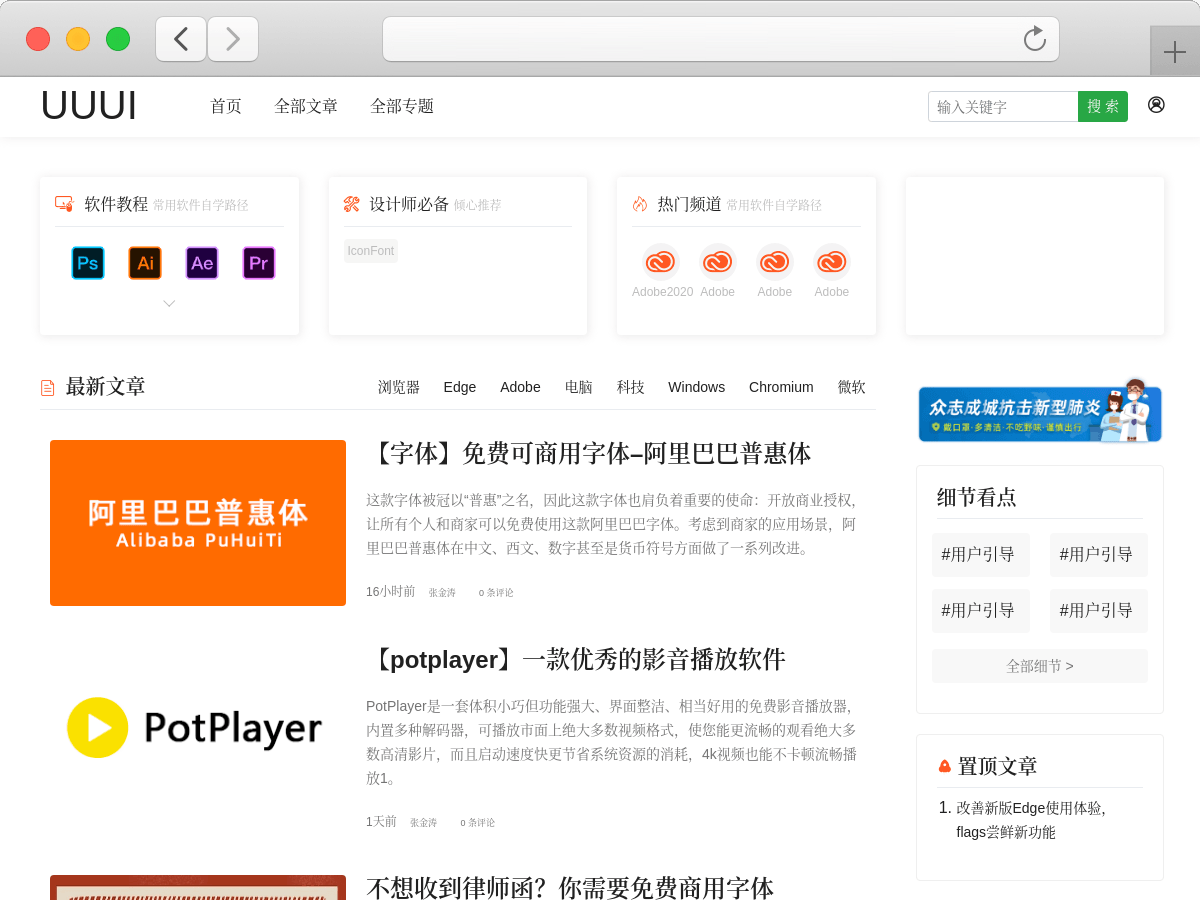 UUUI
首页 全部文章 全部专题
输入关键字 搜 索
软件教程 常用软件自学路径
Ps Ai Ae Pr
设计师必备 倾心推荐
IconFont
热门频道 常用软件自学路径
Adobe2020 Adobe Adobe Adobe
最新文章
浏览器 Edge Adobe 电脑 科技 Windows Chromium 微软
阿里巴巴普惠体
Alibaba PuHuiTi
【字体】免费可商用字体–阿里巴巴普惠体
这款字体被冠以“普惠”之名，因此这款字体也肩负着重要的使命：开放商业授权，
让所有个人和商家可以免费使用这款阿里巴巴字体。考虑到商家的应用场景，阿
里巴巴普惠体在中文、西文、数字甚至是货币符号方面做了一系列改进。
16小时前 张金涛 0 条评论
PotPlayer
【potplayer】一款优秀的影音播放软件
PotPlayer是一套体积小巧但功能强大、界面整洁、相当好用的免费影音播放器，
内置多种解码器，可播放市面上绝大多数视频格式，使您能更流畅的观看绝大多
数高清影片，而且启动速度快更节省系统资源的消耗，4k视频也能不卡顿流畅播
放1。
1天前 张金涛 0 条评论
不想收到律师函？你需要免费商用字体
众志成城抗击新型肺炎
戴口罩·多清洁·不吃野味·谨慎出行
细节看点
#用户引导 #用户引导
#用户引导 #用户引导
全部细节 >
置顶文章
1. 改善新版Edge使用体验，
flags尝鲜新功能